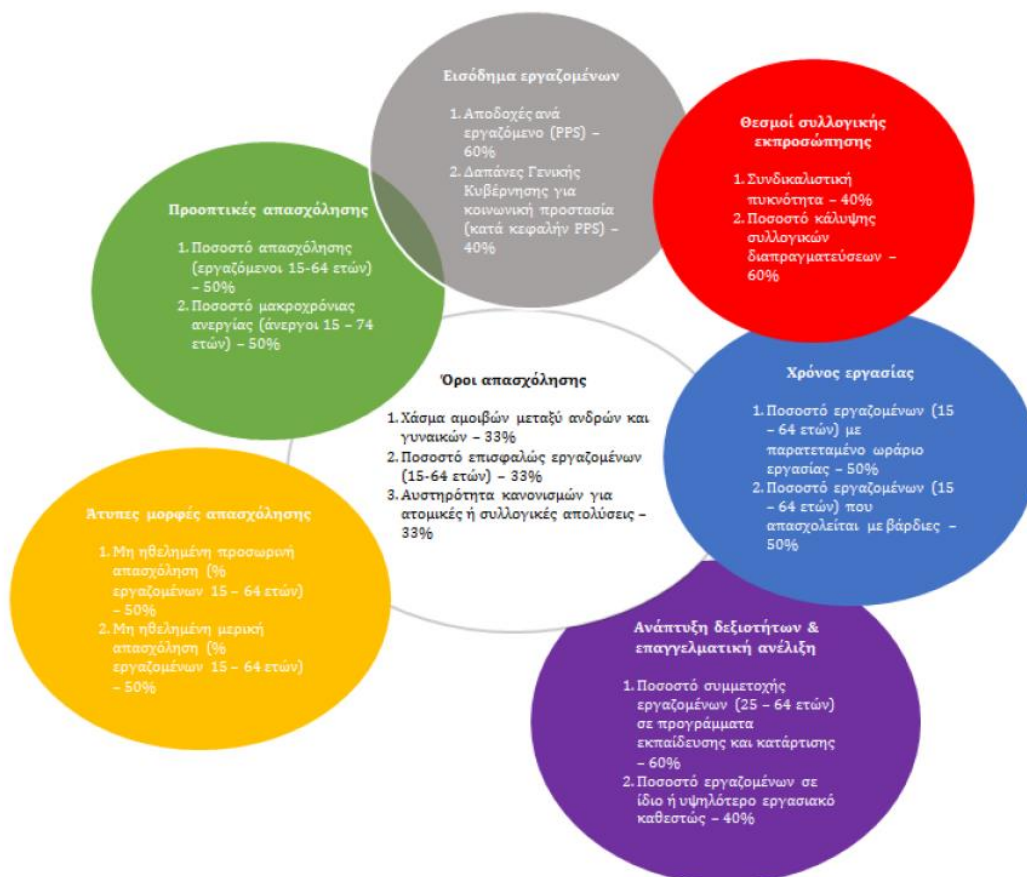 Εισόδημα εργαζομένων
1. Αποδοχές ανά
εργαζόμενο (PPS) –
60%
2. Δαπάνες Γενικής
Κυβέρνησης για
κοινωνική προστασία
(κατά κεφαλήν PPS) –
40%
Θεσμοί συλλογικής
εκπροσώπησης
1. Συνδικαλιστική
πυκνότητα – 40%
2. Ποσοστό κάλυψης
συλλογικών
διαπραγματεύσεων –
60%
Προοπτικές απασχόλησης
1. Ποσοστό απασχόλησης
(εργαζόμενοι 15-64 ετών)
– 50%
2. Ποσοστό μακροχρόνιας
ανεργίας (άνεργοι 15 – 74
ετών) – 50%
Όροι απασχόλησης
1. Χάσμα αμοιβών μεταξύ ανδρών και
γυναικών – 33%
2. Ποσοστό επισφαλώς εργαζομένων
(15-64 ετών) – 33%
3. Αυστηρότητα κανονισμών για
ατομικές ή συλλογικές απολύσεις –
33%
Χρόνος εργασίας
1. Ποσοστό εργαζομένων (15
– 64 ετών) με
παρατεταμένο ωράριο
εργασίας – 50%
2. Ποσοστό εργαζομένων (15
– 64 ετών) που
απασχολείται με βάρδιες –
50%
Άτυπες μορφές απασχόλησης
1. Μη ηθελημένη προσωρινή
απασχόληση (%
εργαζομένων 15 – 64 ετών)
– 50%
2. Μη ηθελημένη μερική
απασχόληση (%
εργαζομένων 15 – 64 ετών)
– 50%
Ανάπτυξη δεξιοτήτων &
επαγγελματική ανέλιξη
1. Ποσοστό συμμετοχής
εργαζομένων (25 – 64 ετών)
σε προγράμματα
εκπαίδευσης και κατάρτισης
– 60%
2. Ποσοστό εργαζομένων σε
ίδιο ή υψηλότερο εργασιακό
καθεστώς – 40%